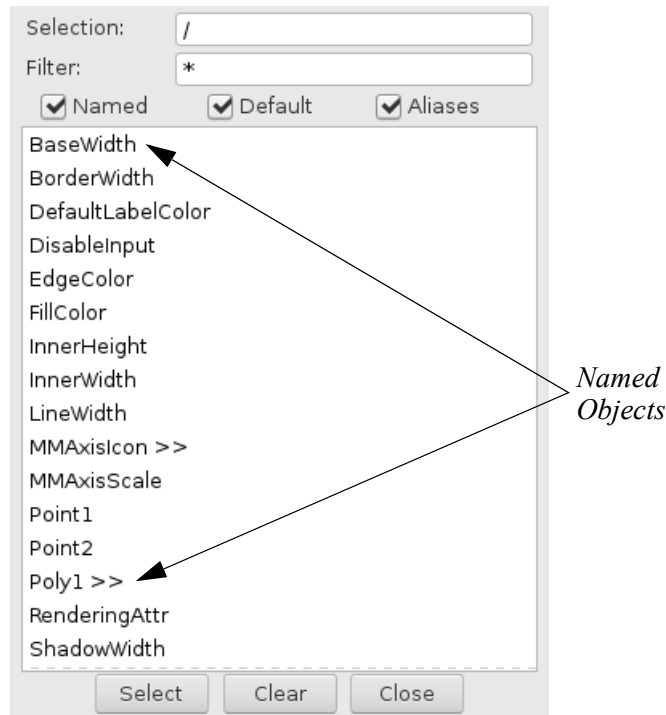 Selection: /
Filter: *
Named Default Aliases
BaseWidth
BorderWidth
DefaultLabelColor
DisableInput
EdgeColor
FillColor
InnerHeight
InnerWidth
LineWidth
MMAxisIcon >>
MMAxisScale
Point1
Point2
Poly1 >>
RenderingAttr
ShadowWidth
Select Clear Close
Named
Objects